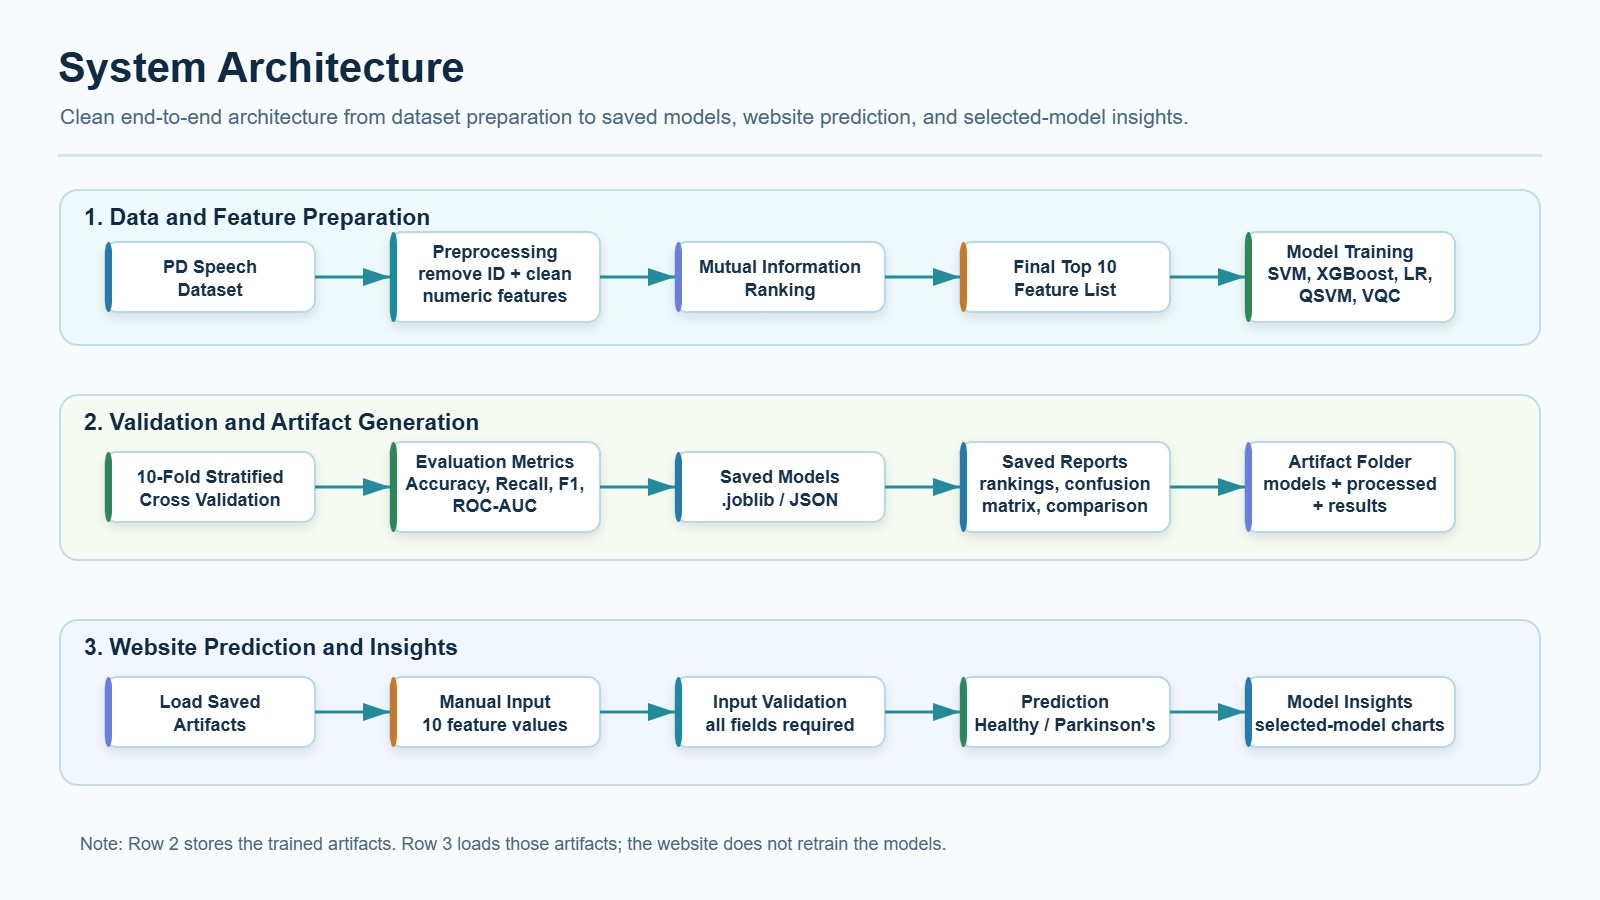 System Architecture
Clean end-to-end architecture from dataset preparation to saved models, website prediction, and selected-model insights.
1. Data and Feature Preparation
PD Speech
Dataset
Preprocessing
remove ID + clean
numeric features
Mutual Information
Ranking
Final Top 10
Feature List
Model Training
SVM, XGBoost, LR,
QSVM, VQC
2. Validation and Artifact Generation
10-Fold Stratified
Cross Validation
Evaluation Metrics
Accuracy, Recall, F1,
ROC-AUC
Saved Models
.joblib / JSON
Saved Reports
rankings, confusion
matrix, comparison
Artifact Folder
models + processed
+ results
3. Website Prediction and Insights
Load Saved
Artifacts
Manual Input
10 feature values
Input Validation
all fields required
Prediction
Healthy / Parkinson's
Model Insights
selected-model charts
Note: Row 2 stores the trained artifacts. Row 3 loads those artifacts; the website does not retrain the models.